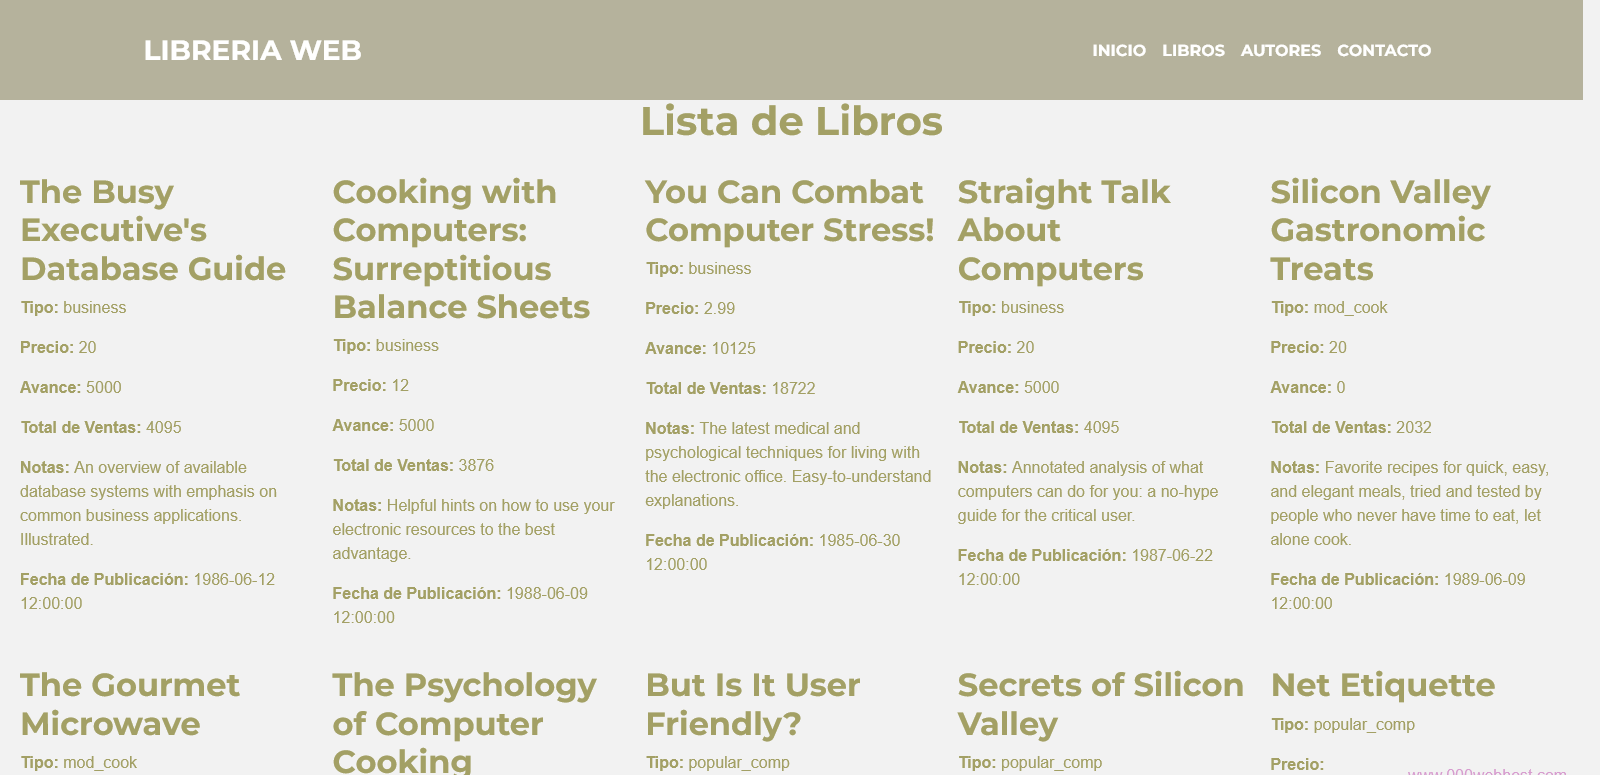 LIBRERIA WEB
INICIO LIBROS AUTORES CONTACTO
Lista de Libros
The Busy
Executive's
Database Guide
Tipo: business
Precio: 20
Avance: 5000
Total de Ventas: 4095
Notas: An overview of available
database systems with emphasis on
common business applications.
Illustrated.
Fecha de Publicación: 1986-06-12
12:00:00
Cooking with
Computers:
Surreptitious
Balance Sheets
Tipo: business
Precio: 12
Avance: 5000
Total de Ventas: 3876
Notas: Helpful hints on how to use your
electronic resources to the best
advantage.
Fecha de Publicación: 1988-06-09
12:00:00
You Can Combat
Computer Stress!
Tipo: business
Precio: 2.99
Avance: 10125
Total de Ventas: 18722
Notas: The latest medical and
psychological techniques for living with
the electronic office. Easy-to-understand
explanations.
Fecha de Publicación: 1985-06-30
12:00:00
Straight Talk
About
Computers
Tipo: business
Precio: 20
Avance: 5000
Total de Ventas: 4095
Notas: Annotated analysis of what
computers can do for you: a no-hype
guide for the critical user.
Fecha de Publicación: 1987-06-22
12:00:00
Silicon Valley
Gastronomic
Treats
Tipo: mod_cook
Precio: 20
Avance: 0
Total de Ventas: 2032
Notas: Favorite recipes for quick, easy,
and elegant meals, tried and tested by
people who never have time to eat, let
alone cook.
Fecha de Publicación: 1989-06-09
12:00:00
The Gourmet
Microwave
Tipo: mod_cook
The Psychology
of Computer
Cooking
But Is It User
Friendly?
Tipo: popular_comp
Secrets of Silicon
Valley
Tipo: popular_comp
Net Etiquette
Tipo: popular_comp
Precio:
www.000webhost.com